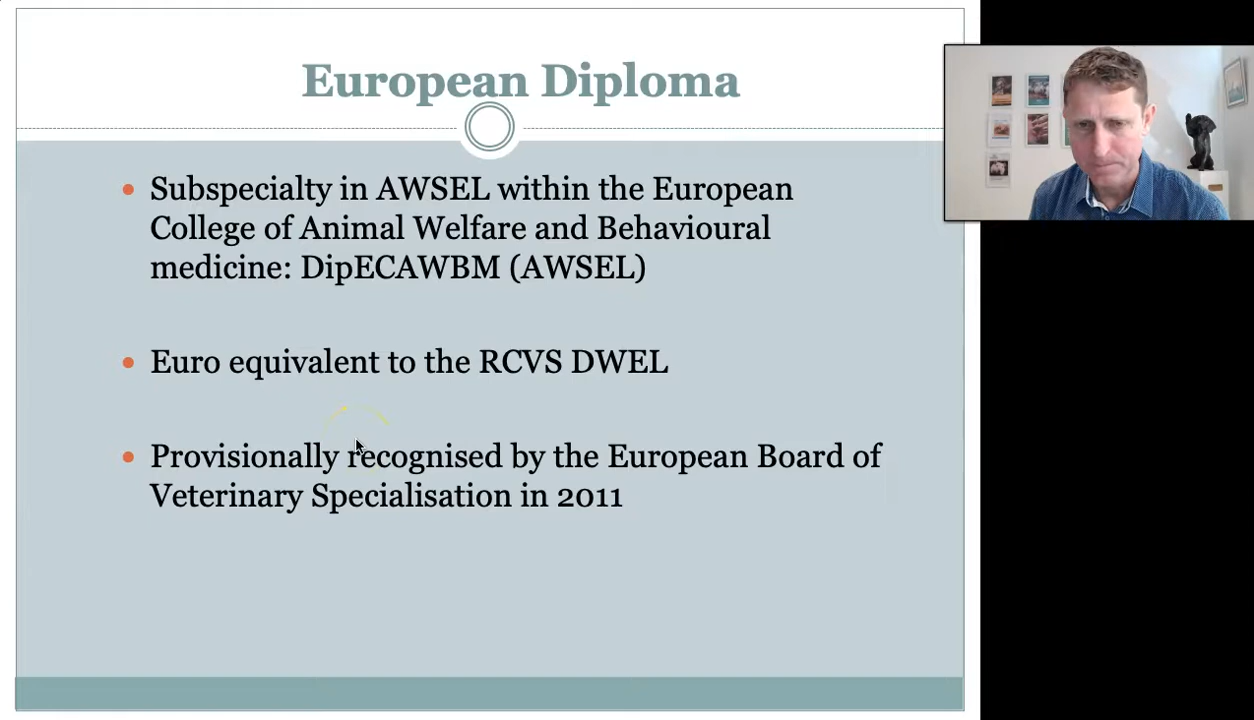 European Diploma
Subspecialty in AWSEL within the European
College of Animal Welfare and Behavioural
medicine: DipECAWBM (AWSEL)
Euro equivalent to the RCVS DWEL
Provisionally recognised by the European Board of
Veterinary Specialisation in 2011